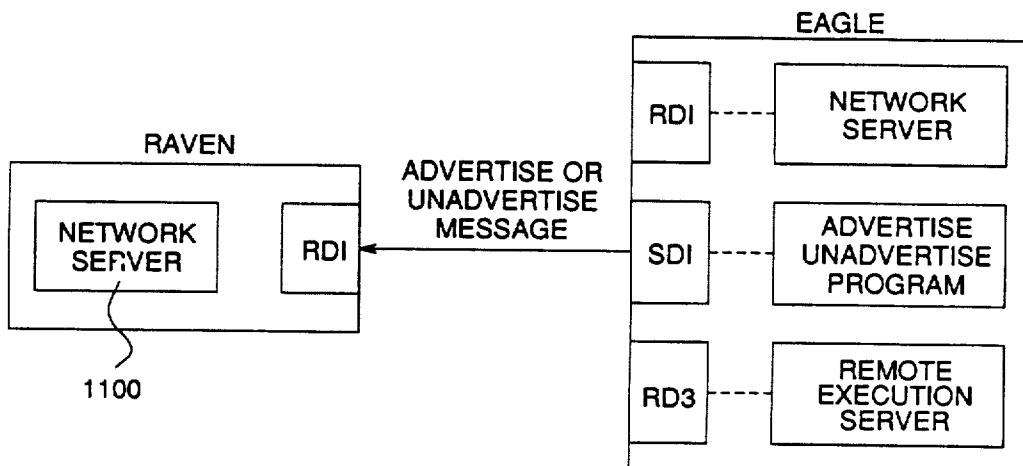 EAGLE
RAVEN
NETWORK
SERVER
RDI
1100
ADVERTISE OR
UNADVERTISE
MESSAGE
RDI
NETWORK
SERVER
SDI
ADVERTISE
UNADVERTISE
PROGRAM
RD3
REMOTE
EXECUTION
SERVER